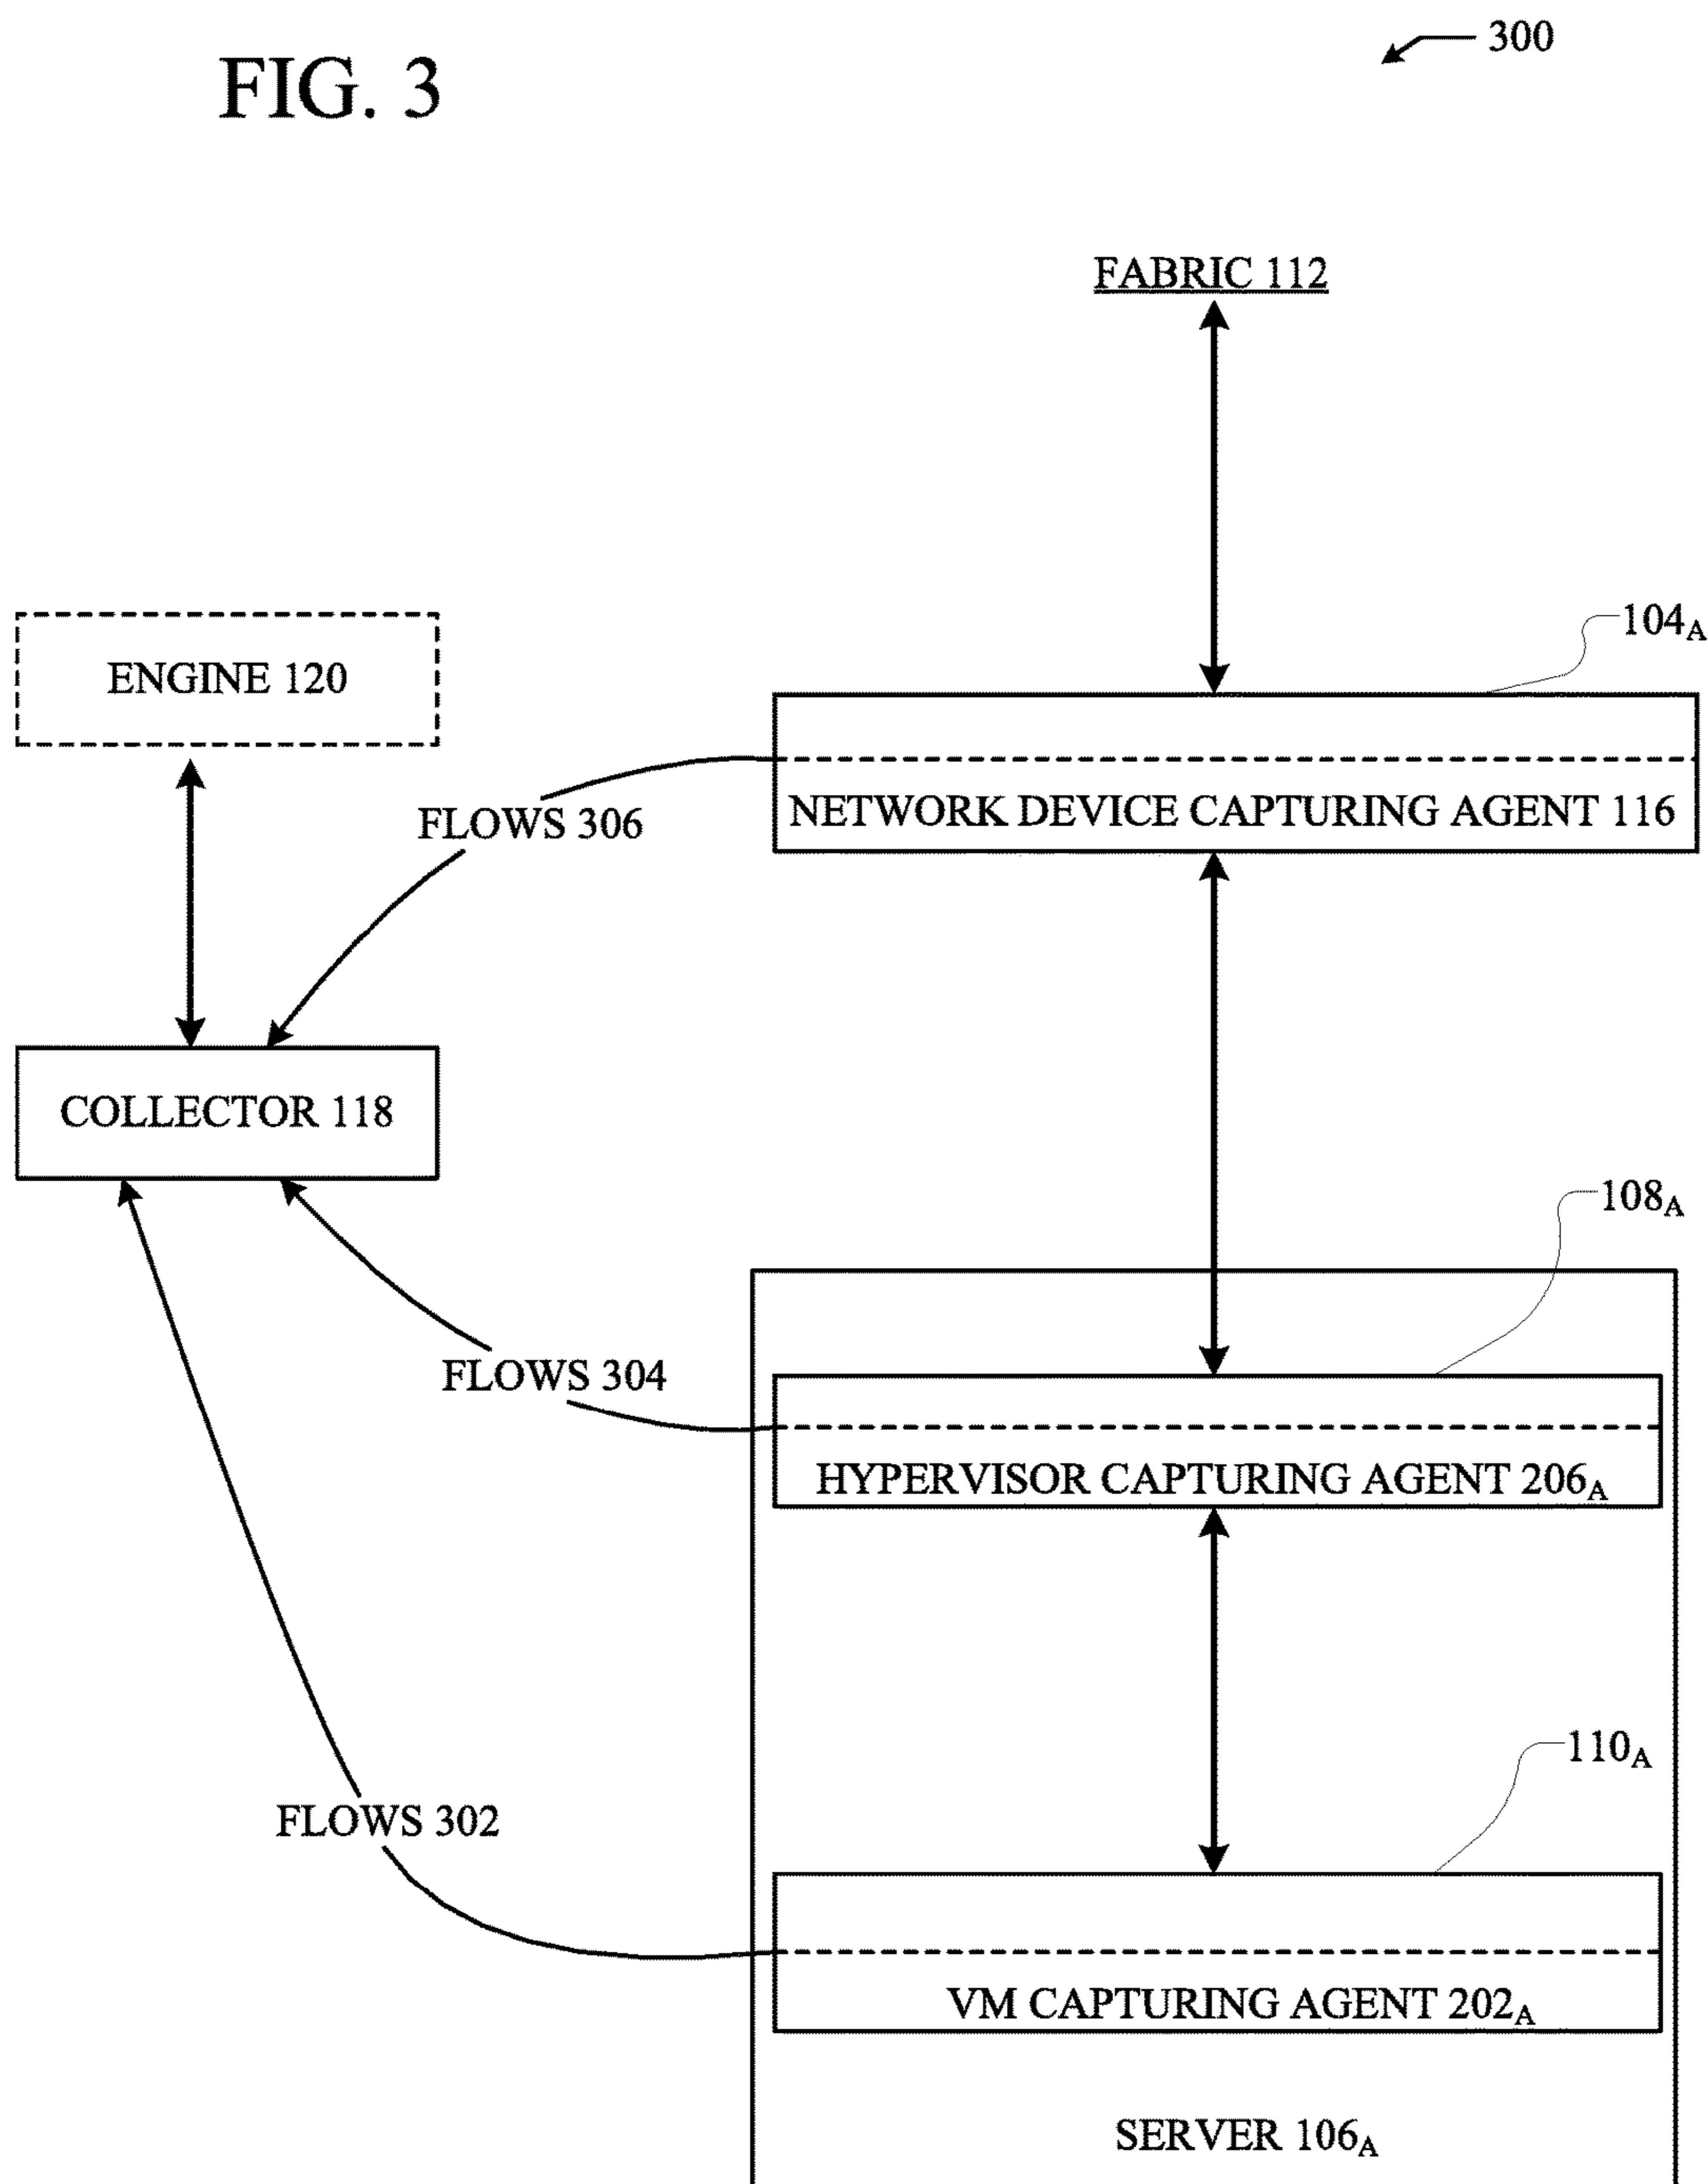 FIG. 3
300
FABRIC 112
104A
ENGINE 120
NETWORK DEVICE CAPTURING AGENT 116
FLOWS 306
COLLECTOR 118
108A
FLOWS 304
HYPERVISOR CAPTURING AGENT 206A
110A
FLOWS 302
VM CAPTURING AGENT 202A
SERVER 106A